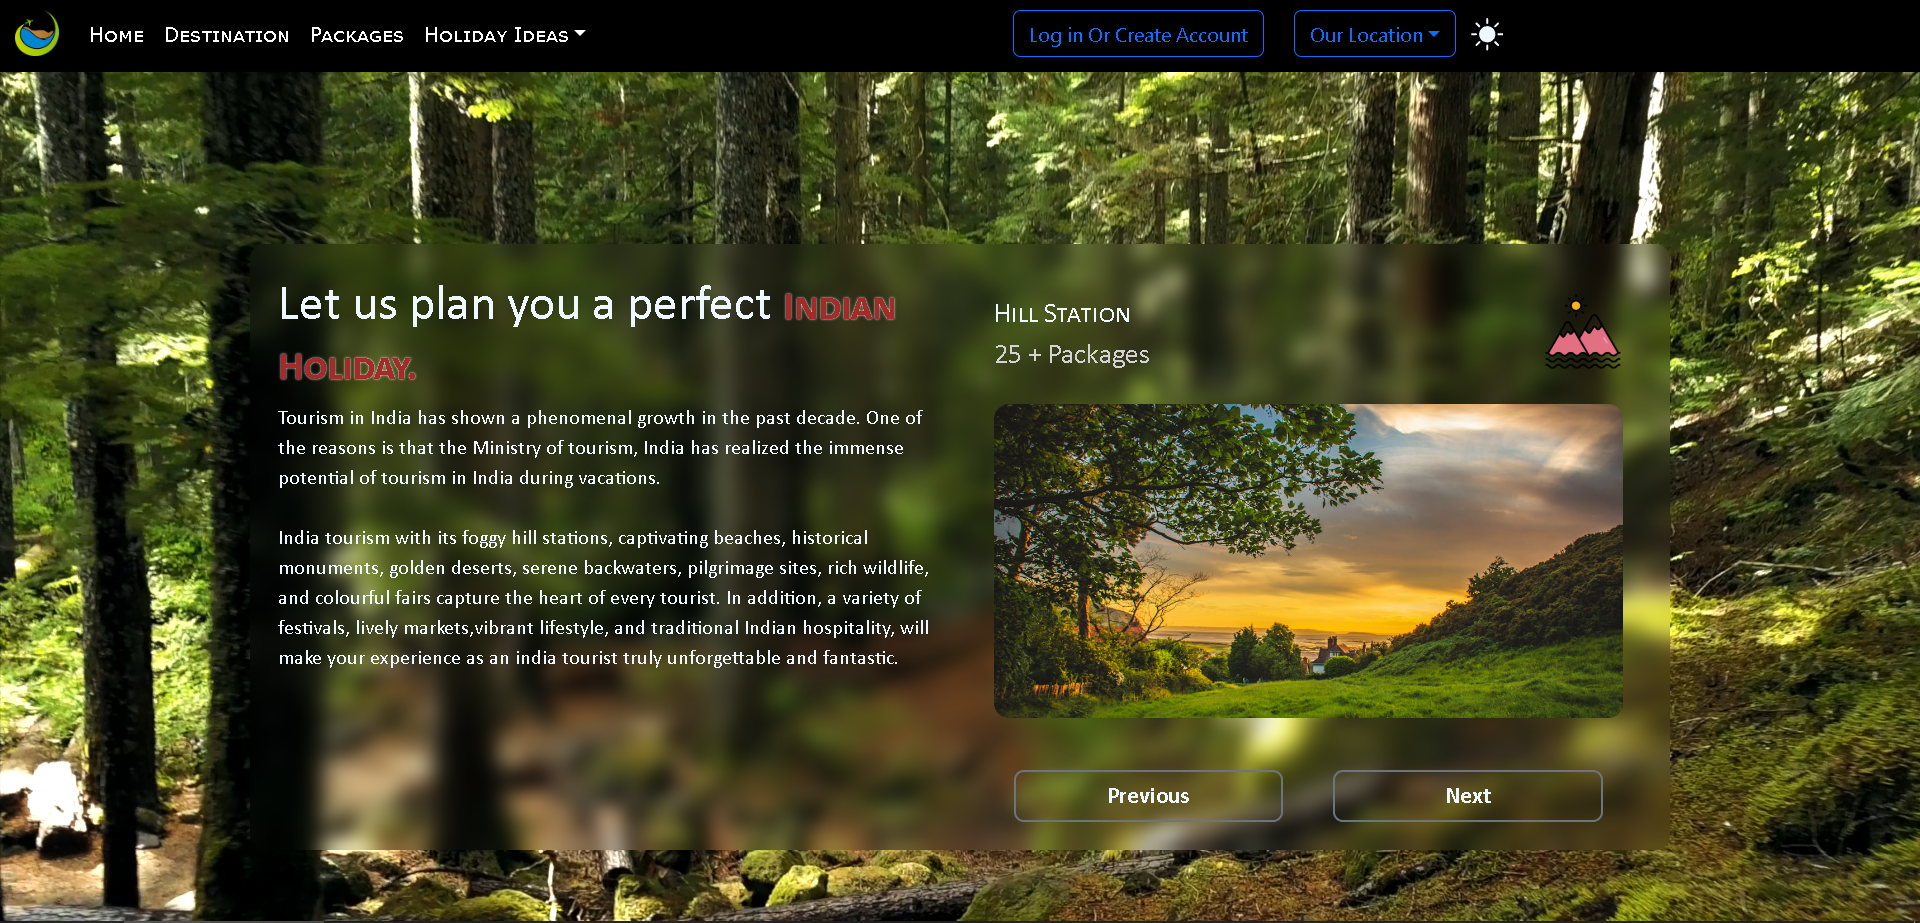 Home Destination Packages Holiday Ideas Log in Or Create Account Our Location
Let us plan you a perfect Indian
Holiday.
Tourism in India has shown a phenomenal growth in the past decade. One of
the reasons is that the Ministry of tourism, India has realized the immense
potential of tourism in India during vacations.
India tourism with its foggy hill stations, captivating beaches, historical
monuments, golden deserts, serene backwaters, pilgrimage sites, rich wildlife,
and colourful fairs capture the heart of every tourist. In addition, a variety of
festivals, lively markets,vibrant lifestyle, and traditional Indian hospitality, will
make your experience as an india tourist truly unforgettable and fantastic.
Hill Station
25 + Packages
Previous Next